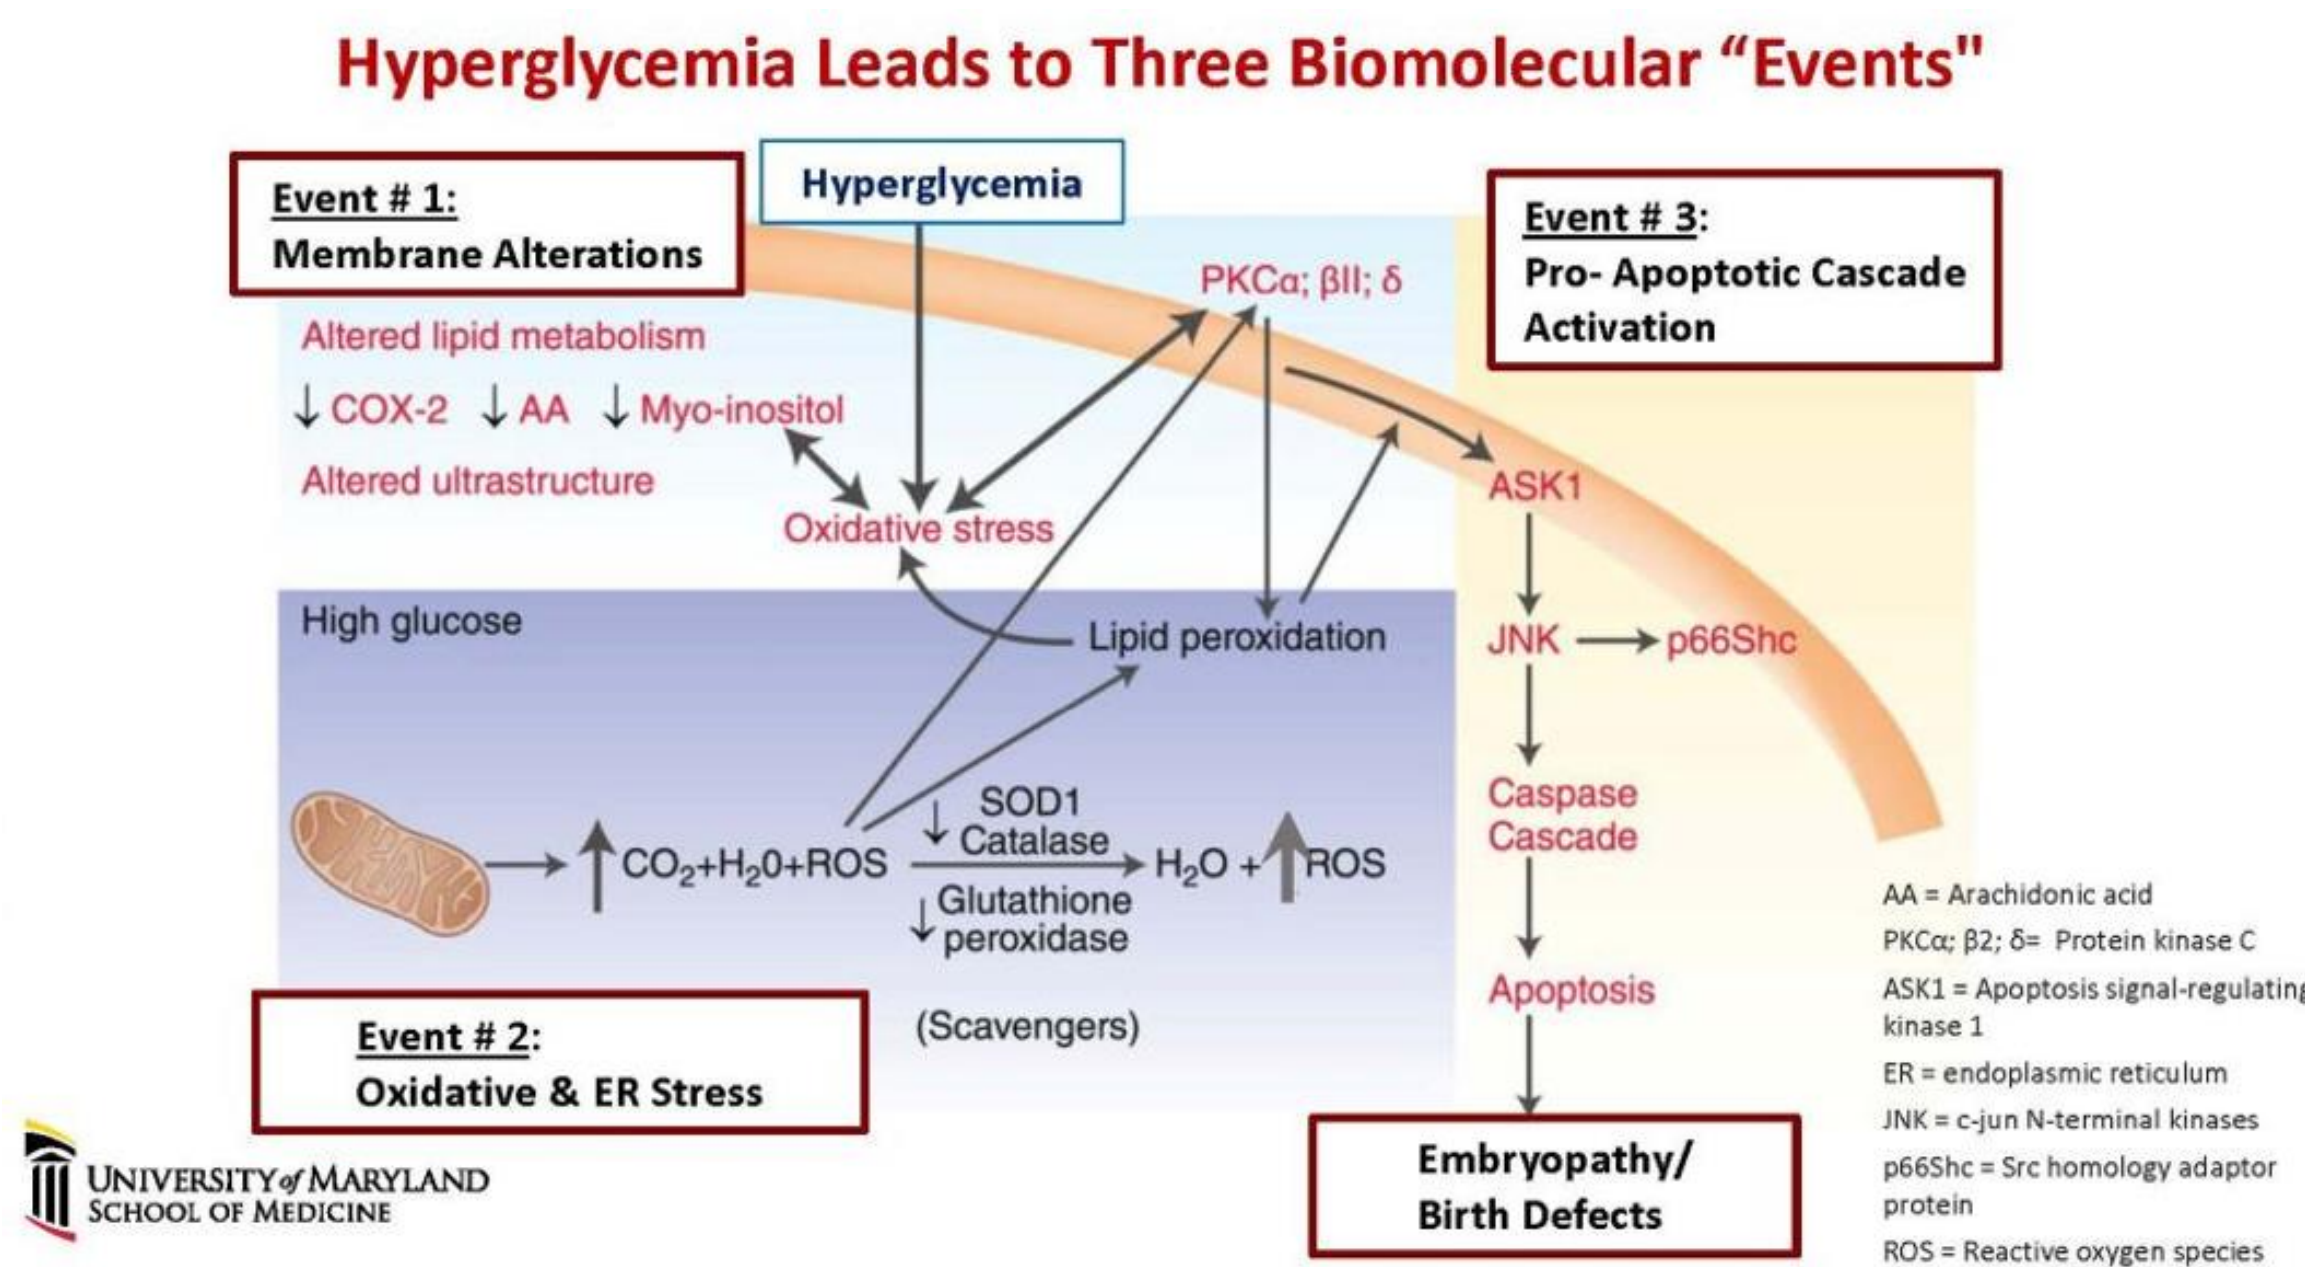 Hyperglycemia Leads to Three Biomolecular “Events"
Event # 1:
Membrane Alterations
Hyperglycemia
Event # 3:
Pro- Apoptotic Cascade
Activation
PKCα; βII; δ
Altered lipid metabolism
↓ COX-2 ↓ AA ↓ Myo-inositol
Altered ultrastructure
Oxidative stress
ASK1
High glucose
Lipid peroxidation
JNK → p66Shc
Caspase
Cascade
SOD1
↓ Catalase
→ ↑ CO₂+H₂0+ROS → H₂O + ↑ ROS
↓ Glutathione
peroxidase
(Scavengers)
Apoptosis
Event # 2:
Oxidative & ER Stress
Embryopathy/
Birth Defects
AA = Arachidonic acid
PKCα; β2; δ= Protein kinase C
ASK1 = Apoptosis signal-regulating
kinase 1
ER = endoplasmic reticulum
JNK = c-jun N-terminal kinases
p66Shc = Src homology adaptor
protein
ROS = Reactive oxygen species
UNIVERSITY of MARYLAND
SCHOOL OF MEDICINE